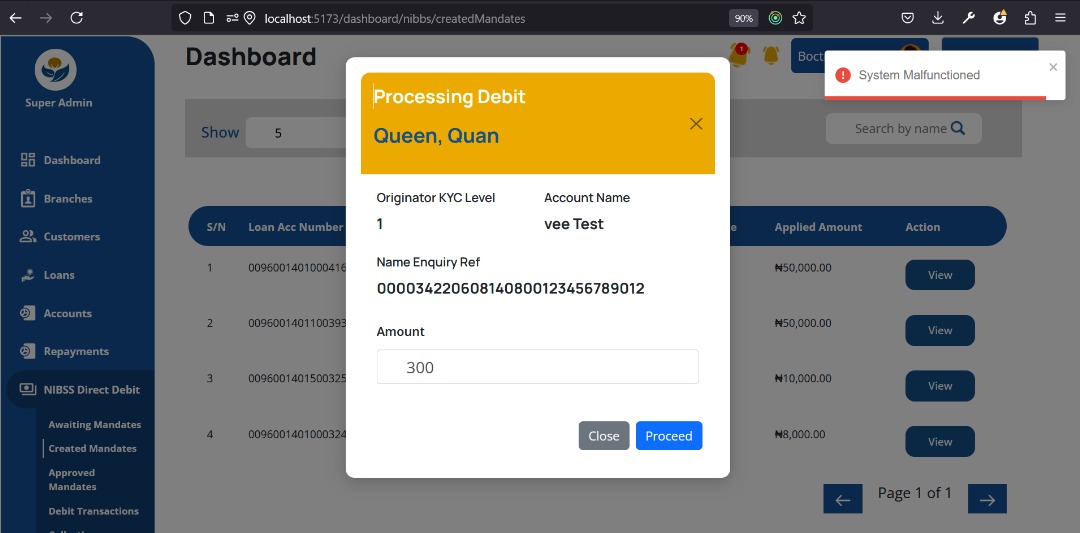 localhost:5173/dashboard/nibbs/createdMandates
90%
Super Admin
Dashboard
Branches
Customers
Loans
Accounts
Repayments
NIBSS Direct Debit
Awaiting Mandates
Created Mandates
Approved
Mandates
Debit Transactions
Dashboard
1
Boct
System Malfunctioned
Show
5
Search by name
S/N Loan Acc Number e Applied Amount Action
1 0096001401000416 ₦50,000.00 View
2 0096001401100393 ₦50,000.00 View
3 0096001401500325 ₦10,000.00 View
4 0096001401000324 ₦8,000.00 View
Page 1 of 1
Processing Debit
Queen, Quan
Originator KYC Level Account Name
1 vee Test
Name Enquiry Ref
000034220608140800123456789012
Amount
300
Close Proceed